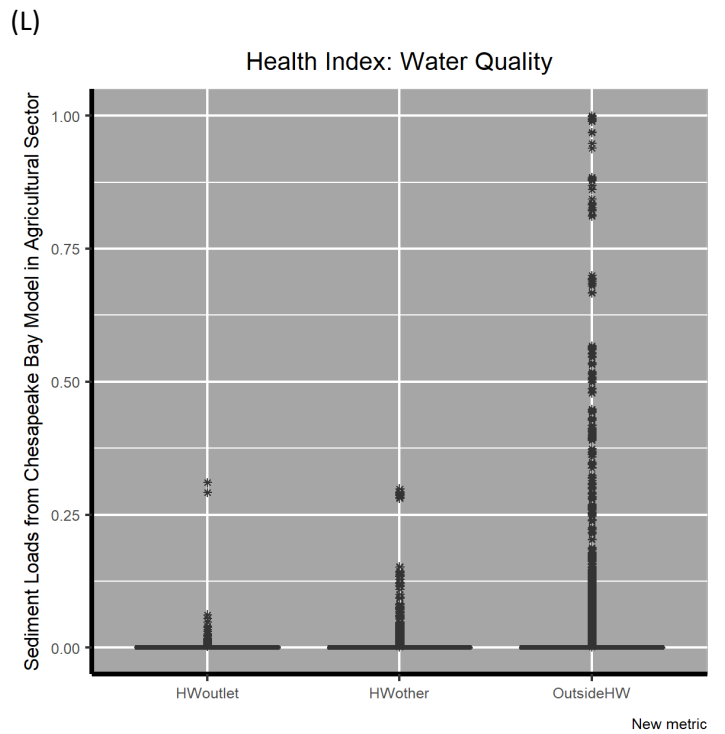 (L)
Health Index: Water Quality
Sediment Loads from Chesapeake Bay Model in Agricultural Sector
1.00
0.75
0.50
0.25
0.00
HWoutlet
HWother
OutsideHW
New metric